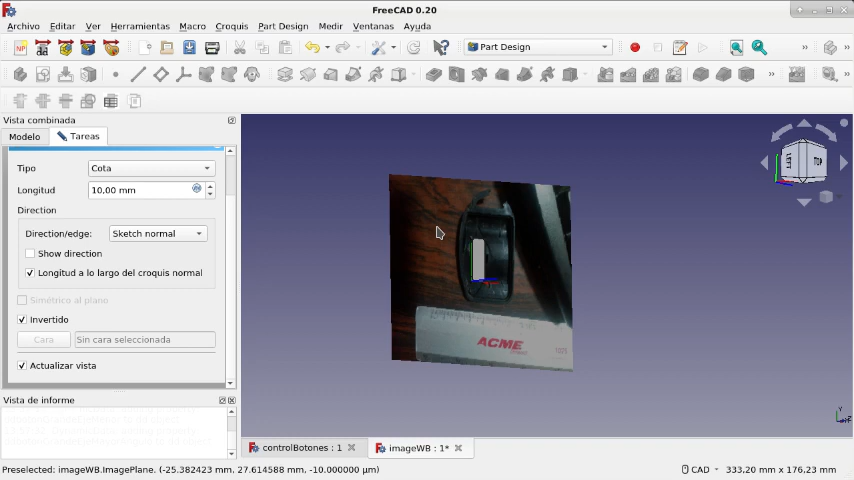 FreeCAD 0.20
Archivo Editar Ver Herramientas Macro Croquis Part Design Medir Ventanas Ayuda
Part Design
Vista combinada
Modelo Tareas
Tipo Cota
Longitud 10,00 mm
Direction
Direction/edge: Sketch normal
Show direction
Longitud a lo largo del croquis normal
Simétrico al plano
Invertido
Cara Sin cara seleccionada
Actualizar vista
Vista de informe
TOP
ACME
controlBotones : 1 imageWB : 1*
Preselected: imageWB.ImagePlane. (-25.382423 mm, 27.614588 mm, -10.000000 µm) CAD 333,20 mm x 176,23 mm